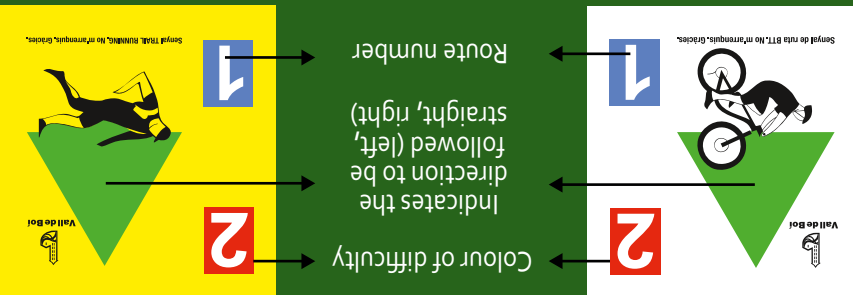 Vall de Boí
2
Colour of difficulty
2
Vall de Boí
Indicates the
direction to be
followed (left,
straight, right)
1
Route number
1
Senyal de ruta BTT. No m'arrenquis. Gràcies.
Senyal TRAIL RUNNING, No m'arrenquis. Gràcies.